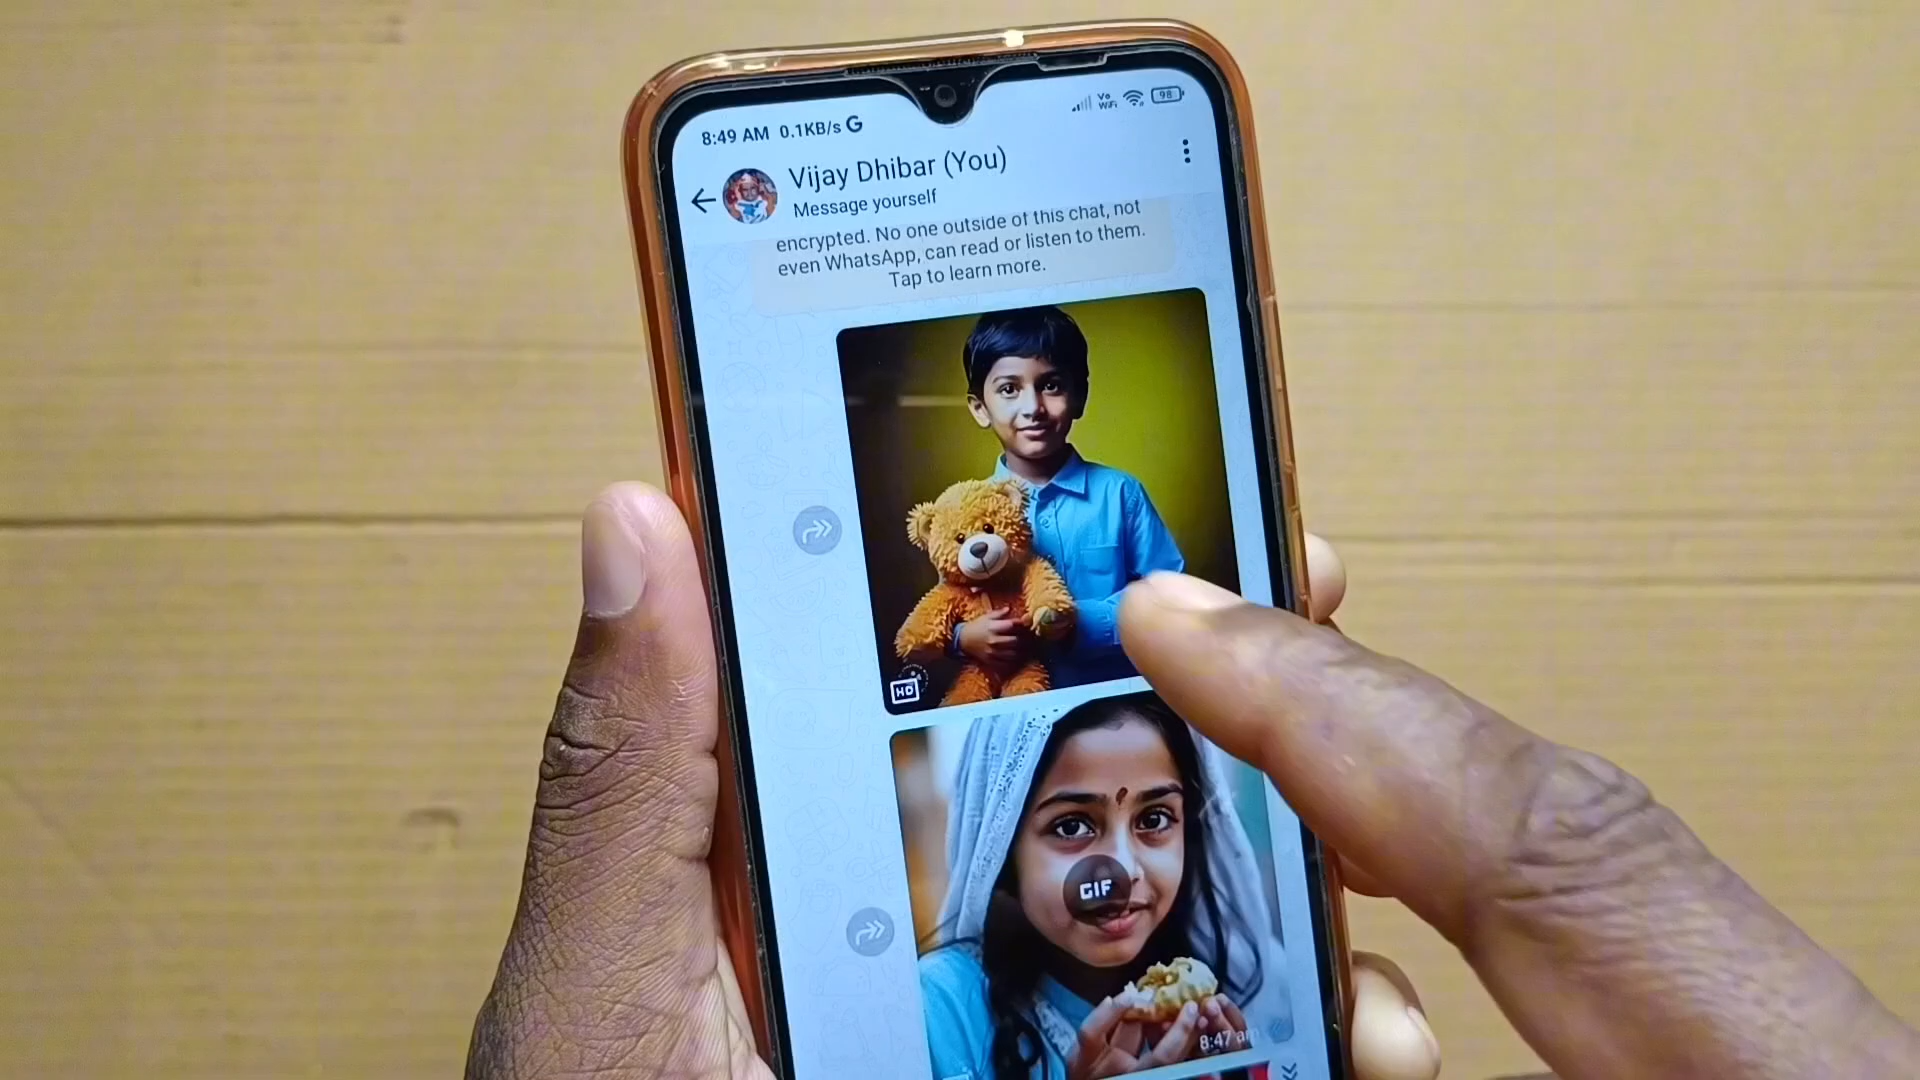 8:49 AM 0.1KB/s G
Vo
WiFi
98
Vijay Dhibar (You)
Message yourself
encrypted. No one outside of this chat, not
even WhatsApp, can read or listen to them.
Tap to learn more.
HD
GIF
8:47 am